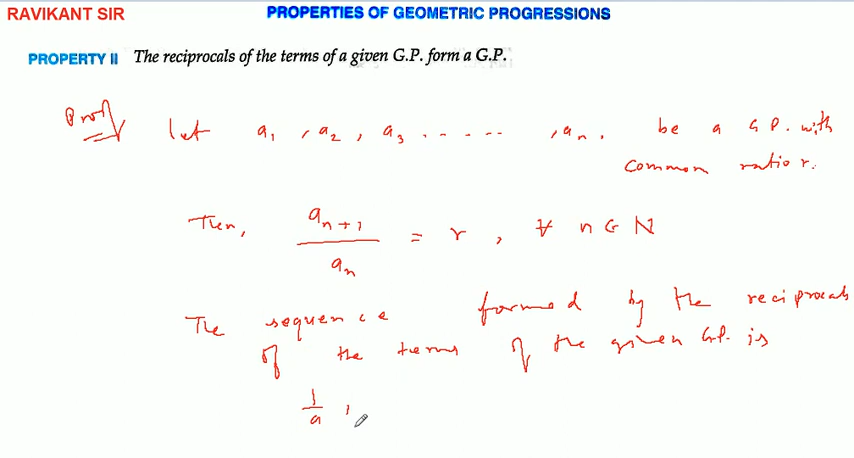 RAVIKANT SIR
PROPERTIES OF GEOMETRIC PROGRESSIONS
PROPERTY II The reciprocals of the terms of a given G.P. form a G.P.
Proof let a₁, a₂, a₃ . . . . . . , aₙ . be a G P. with
common ratio r.
Then, aₙ₊₁ / aₙ = r , ∀ n ∈ N
The sequence formed by the reciprocals
of the terms of the given G.P. is
1/a ,